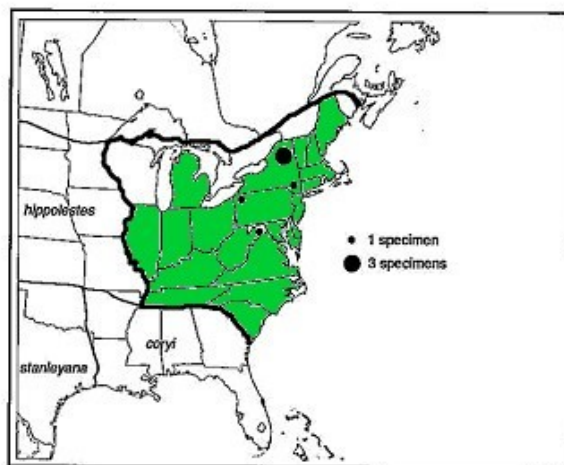 hippolestes
1 specimen
3 specimens
coryi
stanleyana